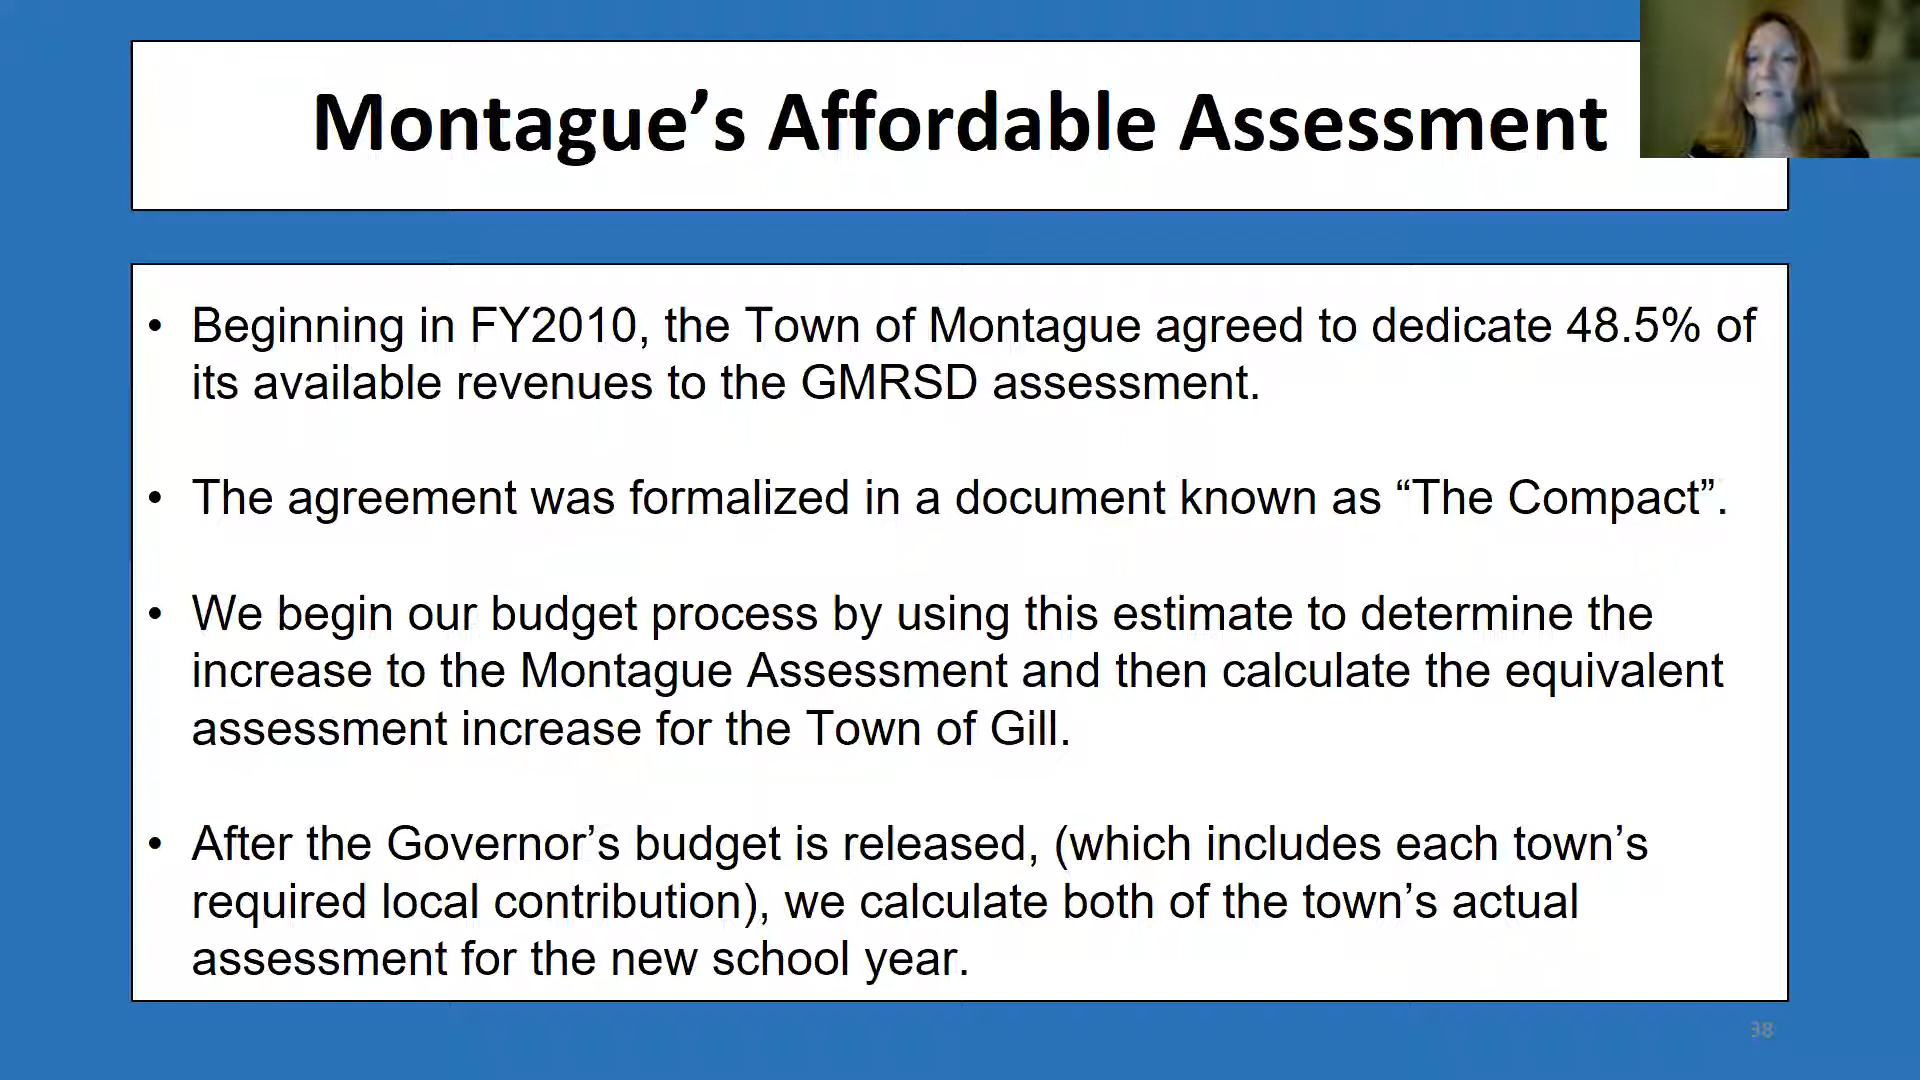 Montague’s Affordable Assessment
• Beginning in FY2010, the Town of Montague agreed to dedicate 48.5% of
its available revenues to the GMRSD assessment.
• The agreement was formalized in a document known as “The Compact”.
• We begin our budget process by using this estimate to determine the
increase to the Montague Assessment and then calculate the equivalent
assessment increase for the Town of Gill.
• After the Governor’s budget is released, (which includes each town’s
required local contribution), we calculate both of the town’s actual
assessment for the new school year.
38